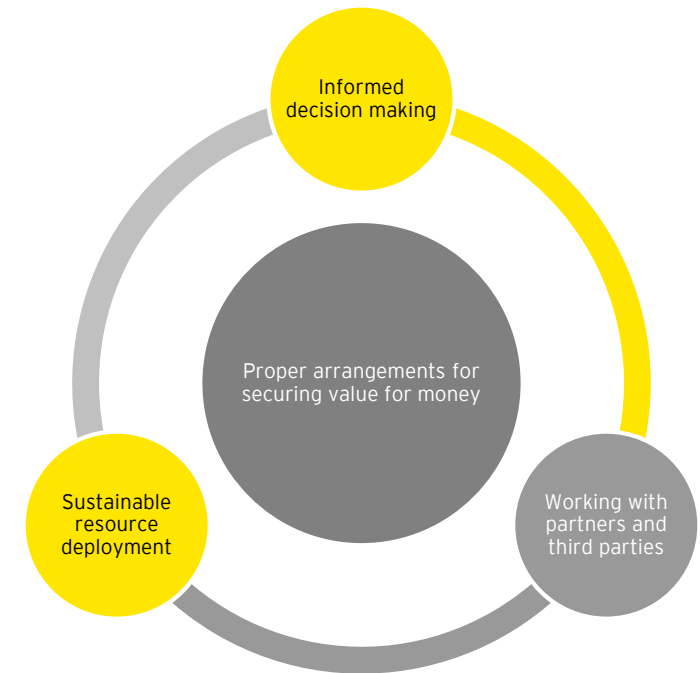 Informed
decision making
Proper arrangements for
securing value for money
Sustainable
resource
deployment
Working with
partners and
third parties